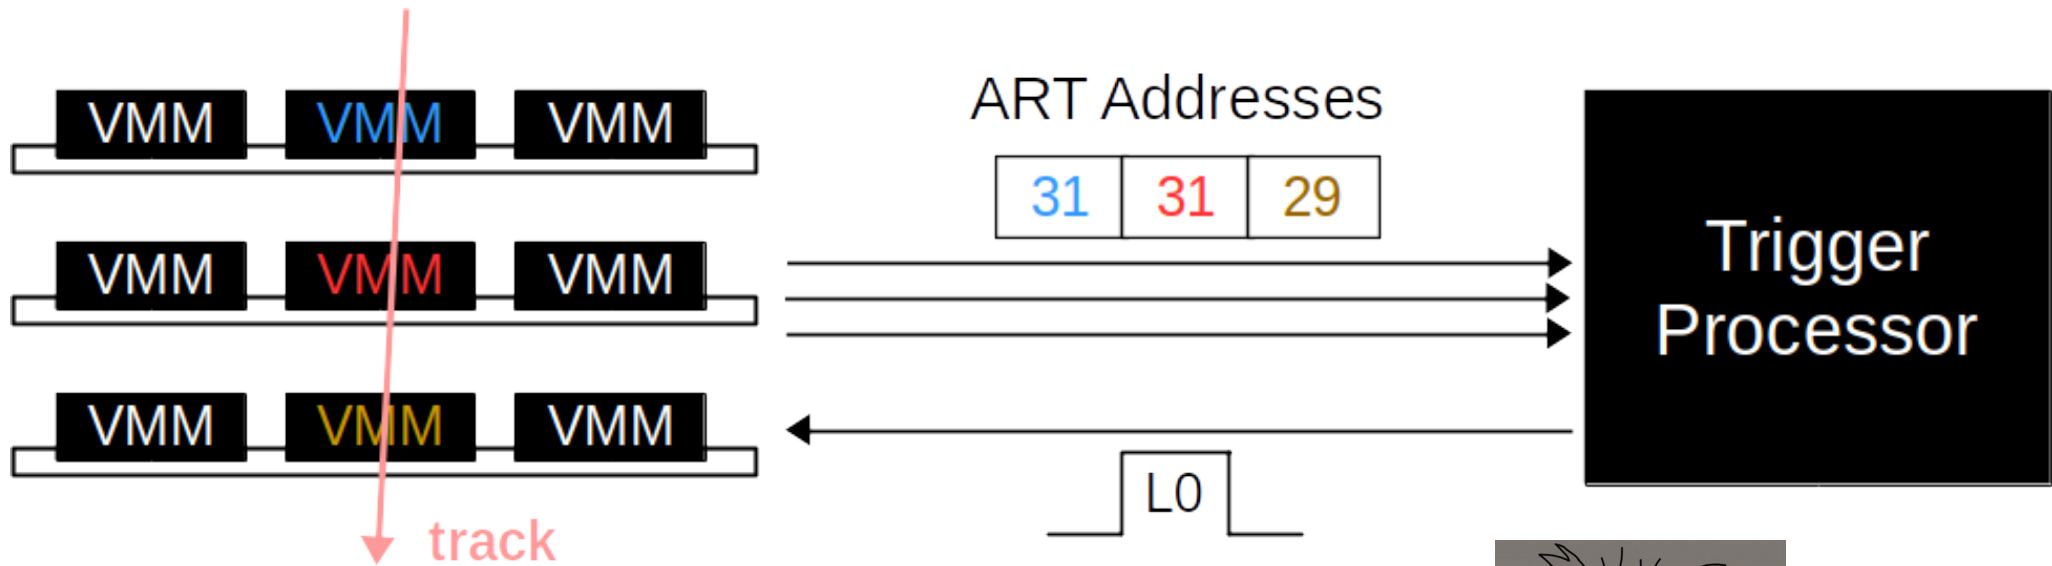 VMM VMM VMM
VMM VMM VMM
VMM VMM VMM
track
ART Addresses
31 31 29
L0
Trigger
Processor